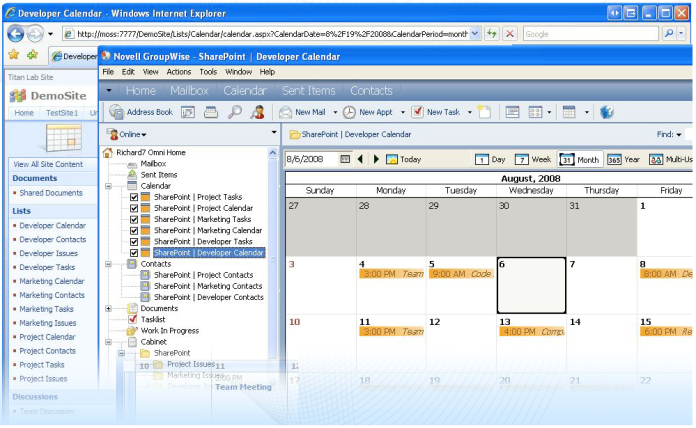 Developer Calendar - Windows Internet Explorer
http://moss:7777/DemoSite/Lists/Calendar/calendar.aspx?CalendarDate=8%2F19%2F2008&CalendarPeriod=month
Google
Developer
Titan Lab Site
DemoSite
Home TestSite1
View All Site Content
Documents
Shared Documents
Lists
Developer Calendar
Developer Contacts
Developer Issues
Developer Tasks
Marketing Calendar
Marketing Contacts
Marketing Tasks
Marketing Issues
Project Calendar
Project Contacts
Project Tasks
Project Issues
Discussions
Team Discussion
Novell GroupWise - SharePoint | Developer Calendar
File Edit View Actions Tools Window Help
Home Mailbox Calendar Sent Items Contacts
Address Book New Mail New Appt New Task
Online
SharePoint | Developer Calendar Find:
Richard7 Omni Home
Mailbox
Sent Items
Calendar
SharePoint | Project Tasks
SharePoint | Project Calendar
SharePoint | Marketing Tasks
SharePoint | Marketing Calendar
SharePoint | Developer Tasks
SharePoint | Developer Calendar
Contacts
SharePoint | Project Contacts
SharePoint | Marketing Contacts
SharePoint | Developer Contacts
Documents
Tasklist
Work In Progress
Cabinet
SharePoint
Project Issues
Marketing Issues
10 11 12
Team Meeting
8/6/2008 Today 1 Day 7 Week 31 Month 365 Year Multi-Us
August, 2008
Sunday Monday Tuesday Wednesday Thursday Friday
27 28 29 30 31 1
3 4 5 6 7 8
3:00 PM Team 9:00 AM Code 8:00 AM De
10 11 12 13 14 15
3:00 PM Team 4:00 PM Comp. 6:00 PM Re
17 18 19 20 21 22